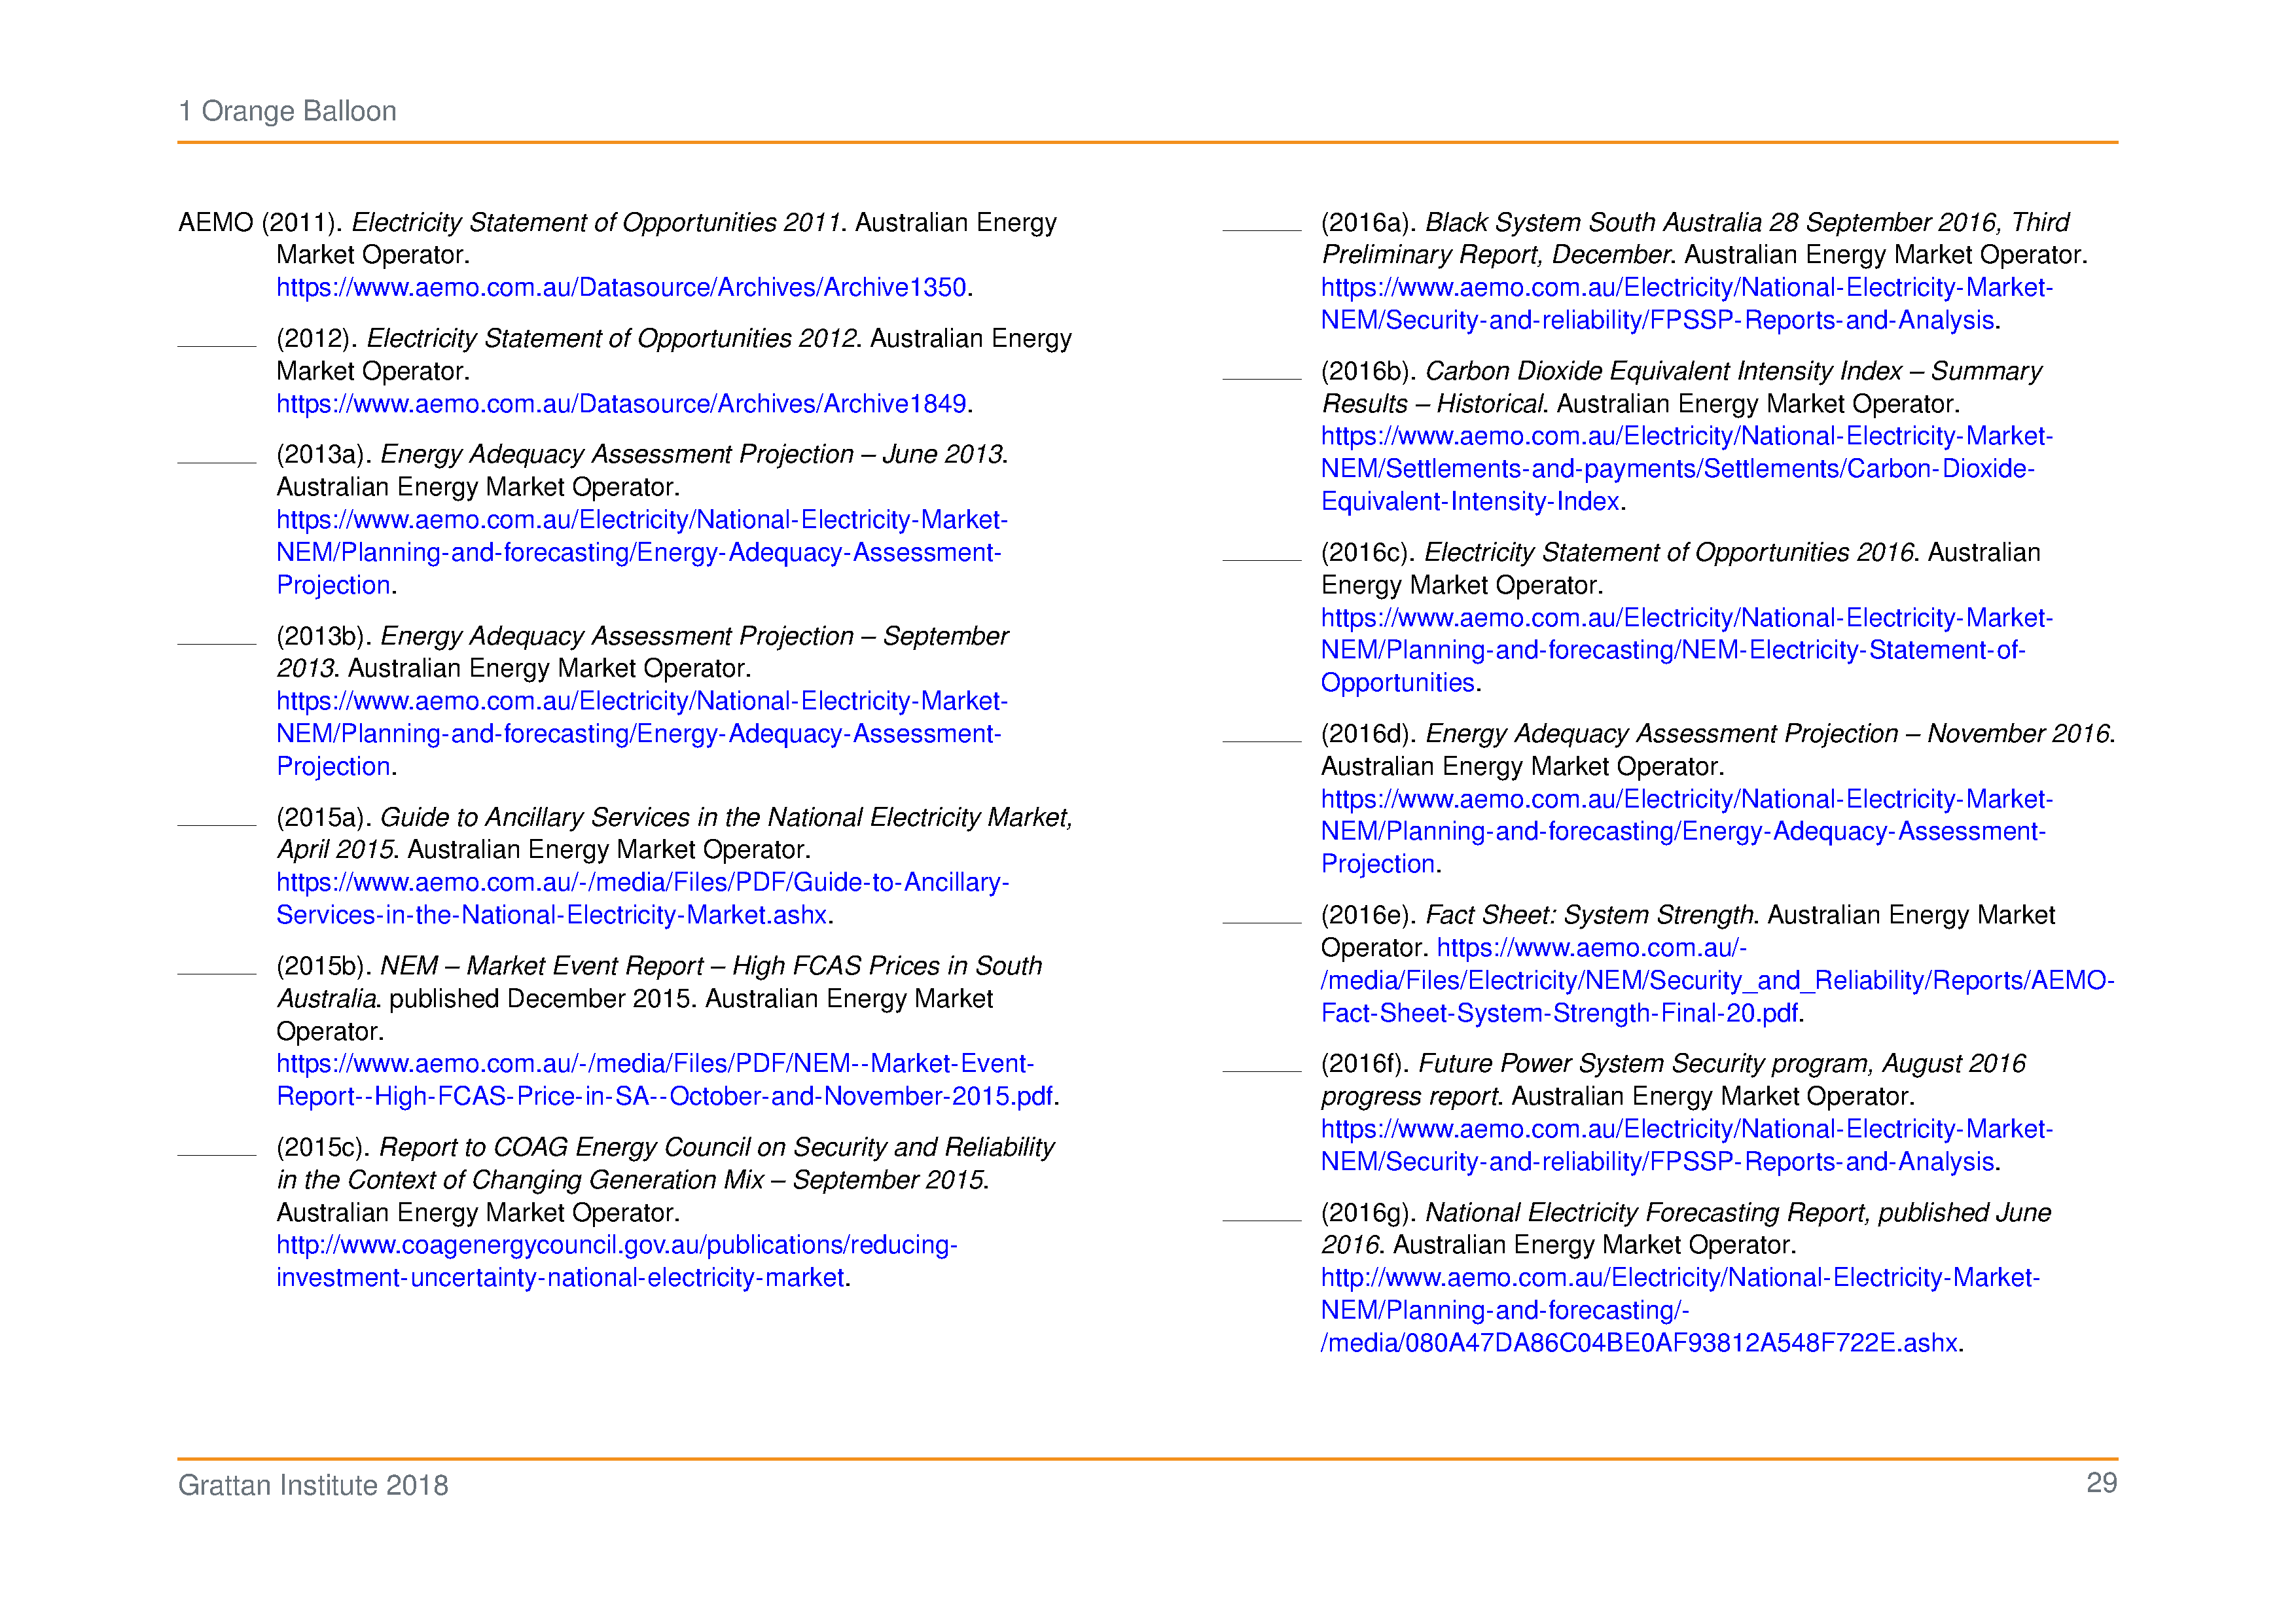 1 Orange Balloon
AEMO (2011). Electricity Statement of Opportunities 2011. Australian Energy
Market Operator.
https://www.aemo.com.au/Datasource/Archives/Archive1350.
(2012). Electricity Statement of Opportunities 2012. Australian Energy
Market Operator.
https://www.aemo.com.au/Datasource/Archives/Archive1849.
(2013a). Energy Adequacy Assessment Projection – June 2013.
Australian Energy Market Operator.
https://www.aemo.com.au/Electricity/National-Electricity-Market-
NEM/Planning-and-forecasting/Energy-Adequacy-Assessment-
Projection.
(2013b). Energy Adequacy Assessment Projection – September
2013. Australian Energy Market Operator.
https://www.aemo.com.au/Electricity/National-Electricity-Market-
NEM/Planning-and-forecasting/Energy-Adequacy-Assessment-
Projection.
(2015a). Guide to Ancillary Services in the National Electricity Market,
April 2015. Australian Energy Market Operator.
https://www.aemo.com.au/-/media/Files/PDF/Guide-to-Ancillary-
Services-in-the-National-Electricity-Market.ashx.
(2015b). NEM – Market Event Report – High FCAS Prices in South
Australia. published December 2015. Australian Energy Market
Operator.
https://www.aemo.com.au/-/media/Files/PDF/NEM--Market-Event-
Report--High-FCAS-Price-in-SA--October-and-November-2015.pdf.
(2015c). Report to COAG Energy Council on Security and Reliability
in the Context of Changing Generation Mix – September 2015.
Australian Energy Market Operator.
http://www.coagenergycouncil.gov.au/publications/reducing-
investment-uncertainty-national-electricity-market.
(2016a). Black System South Australia 28 September 2016, Third
Preliminary Report, December. Australian Energy Market Operator.
https://www.aemo.com.au/Electricity/National-Electricity-Market-
NEM/Security-and-reliability/FPSSP-Reports-and-Analysis.
(2016b). Carbon Dioxide Equivalent Intensity Index – Summary
Results – Historical. Australian Energy Market Operator.
https://www.aemo.com.au/Electricity/National-Electricity-Market-
NEM/Settlements-and-payments/Settlements/Carbon-Dioxide-
Equivalent-Intensity-Index.
(2016c). Electricity Statement of Opportunities 2016. Australian
Energy Market Operator.
https://www.aemo.com.au/Electricity/National-Electricity-Market-
NEM/Planning-and-forecasting/NEM-Electricity-Statement-of-
Opportunities.
(2016d). Energy Adequacy Assessment Projection – November 2016.
Australian Energy Market Operator.
https://www.aemo.com.au/Electricity/National-Electricity-Market-
NEM/Planning-and-forecasting/Energy-Adequacy-Assessment-
Projection.
(2016e). Fact Sheet: System Strength. Australian Energy Market
Operator. https://www.aemo.com.au/-
/media/Files/Electricity/NEM/Security_and_Reliability/Reports/AEMO-
Fact-Sheet-System-Strength-Final-20.pdf.
(2016f). Future Power System Security program, August 2016
progress report. Australian Energy Market Operator.
https://www.aemo.com.au/Electricity/National-Electricity-Market-
NEM/Security-and-reliability/FPSSP-Reports-and-Analysis.
(2016g). National Electricity Forecasting Report, published June
2016. Australian Energy Market Operator.
http://www.aemo.com.au/Electricity/National-Electricity-Market-
NEM/Planning-and-forecasting/-
/media/080A47DA86C04BE0AF93812A548F722E.ashx.
Grattan Institute 2018
29